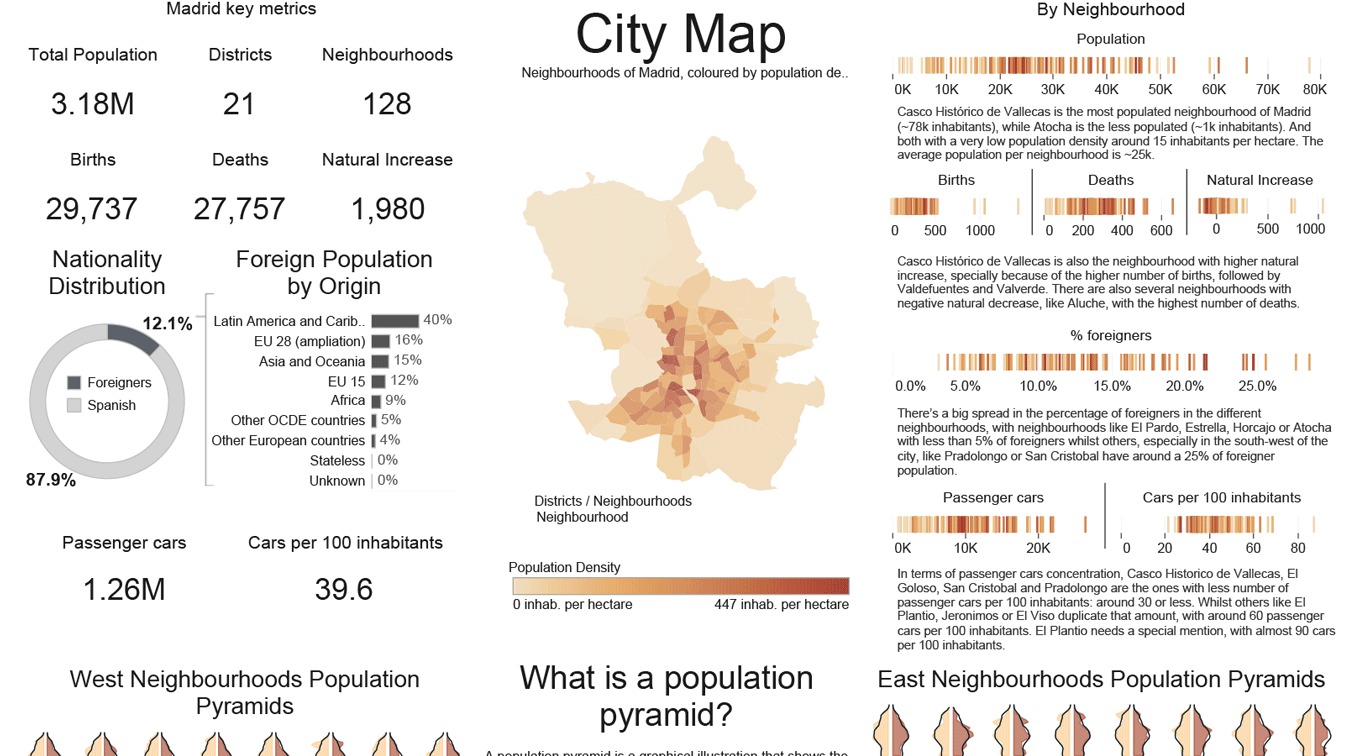 Madrid key metrics
Total Population
Districts
Neighbourhoods
3.18M
21
128
Births
Deaths
Natural Increase
29,737
27,757
1,980
Nationality
Distribution
12.1%
Foreigners
Spanish
87.9%
Foreign Population
by Origin
Latin America and Carib.. 40%
EU 28 (ampliation) 16%
Asia and Oceania 15%
EU 15 12%
Africa 9%
Other OCDE countries 5%
Other European countries 4%
Stateless 0%
Unknown 0%
Passenger cars
Cars per 100 inhabitants
1.26M
39.6
West Neighbourhoods Population
Pyramids
City Map
Neighbourhoods of Madrid, coloured by population de..
Districts / Neighbourhoods
Neighbourhood
Population Density
0 inhab. per hectare
447 inhab. per hectare
What is a population
pyramid?
A population pyramid is a graphical illustration that shows the
By Neighbourhood
Population
0K 10K 20K 30K 40K 50K 60K 70K 80K
Casco Histórico de Vallecas is the most populated neighbourhood of Madrid
(~78k inhabitants), while Atocha is the less populated (~1k inhabitants). And
both with a very low population density around 15 inhabitants per hectare. The
average population per neighbourhood is ~25k.
Births
Deaths
Natural Increase
0 500 1000
0 200 400 600
0 500 1000
Casco Histórico de Vallecas is also the neighbourhood with higher natural
increase, specially because of the higher number of births, followed by
Valdefuentes and Valverde. There are also several neighbourhoods with
negative natural decrease, like Aluche, with the highest number of deaths.
% foreigners
0.0% 5.0% 10.0% 15.0% 20.0% 25.0%
There's a big spread in the percentage of foreigners in the different
neighbourhoods, with neighbourhoods like El Pardo, Estrella, Horcajo or Atocha
with less than 5% of foreigners whilst others, especially in the south-west of the
city, like Pradolongo or San Cristobal have around a 25% of foreigner
population.
Passenger cars
Cars per 100 inhabitants
0K 10K 20K
0 20 40 60 80
In terms of passenger cars concentration, Casco Historico de Vallecas, El
Goloso, San Cristobal and Pradolongo are the ones with less number of
passenger cars per 100 inhabitants: around 30 or less. Whilst others like El
Plantio, Jeronimos or El Viso duplicate that amount, with around 60 passenger
cars per 100 inhabitants. El Plantio needs a special mention, with almost 90 cars
per 100 inhabitants.
East Neighbourhoods Population Pyramids